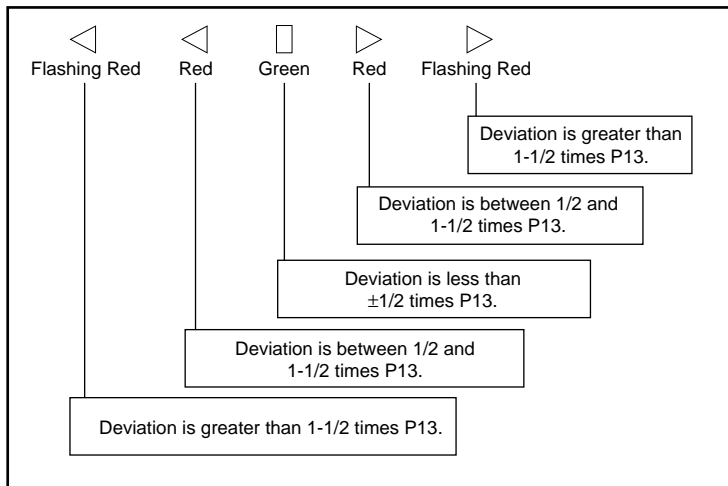 Flashing Red Red Green Red Flashing Red
Deviation is greater than
1-1/2 times P13.
Deviation is between 1/2 and
1-1/2 times P13.
Deviation is less than
±1/2 times P13.
Deviation is between 1/2 and
1-1/2 times P13.
Deviation is greater than 1-1/2 times P13.